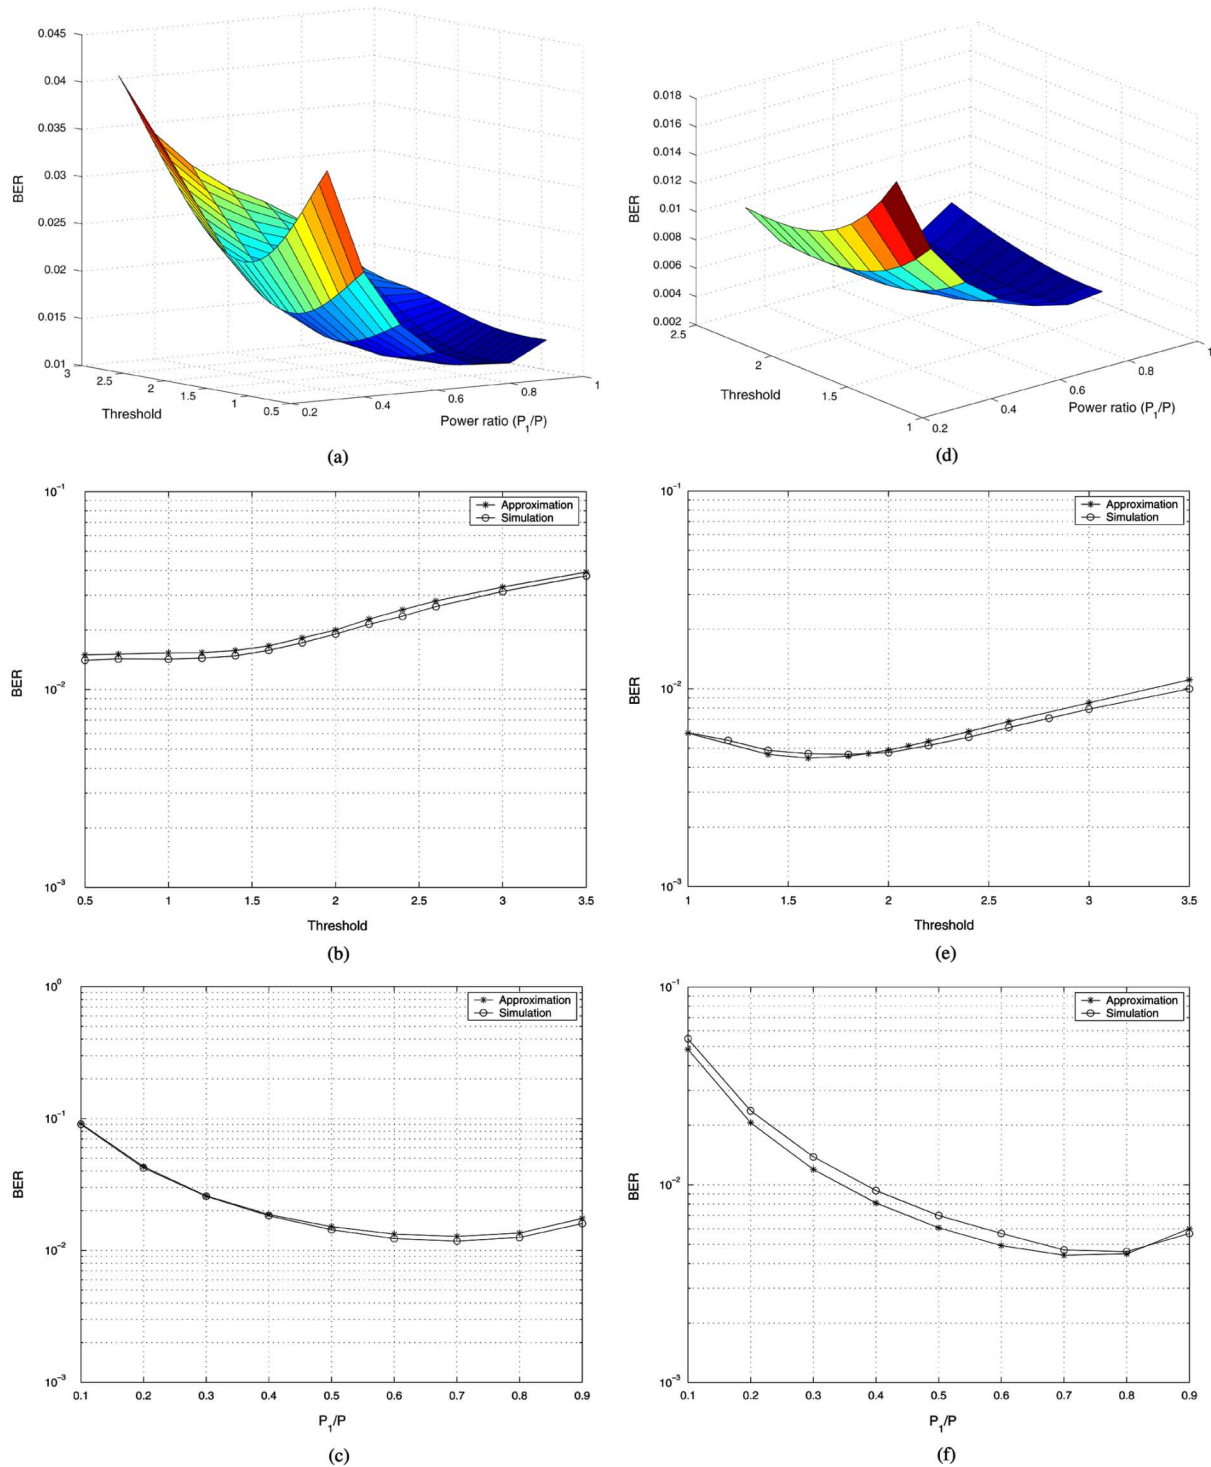 0.045
0.04
0.035
0.03
0.025
0.02
0.015
0.01
BER
3
2.5
2
1.5
1
0.5
Threshold
0.2
0.4
0.6
0.8
1
Power ratio (P1/P)
(a)
0.018
0.016
0.014
0.012
0.01
0.008
0.006
0.004
0.002
BER
2.5
2
1.5
1
Threshold
0.2
0.4
0.6
0.8
1
Power ratio (P1/P)
(d)
10−1
10−2
10−3
BER
Approximation
Simulation
0.5 1 1.5 2 2.5 3 3.5
Threshold
(b)
10−1
10−2
10−3
BER
Approximation
Simulation
1 1.5 2 2.5 3 3.5
Threshold
(e)
100
10−1
10−2
10−3
BER
Approximation
Simulation
0.1 0.2 0.3 0.4 0.5 0.6 0.7 0.8 0.9
P1/P
(c)
10−1
10−2
10−3
BER
Approximation
Simulation
0.1 0.2 0.3 0.4 0.5 0.6 0.7 0.8 0.9
P1/P
(f)